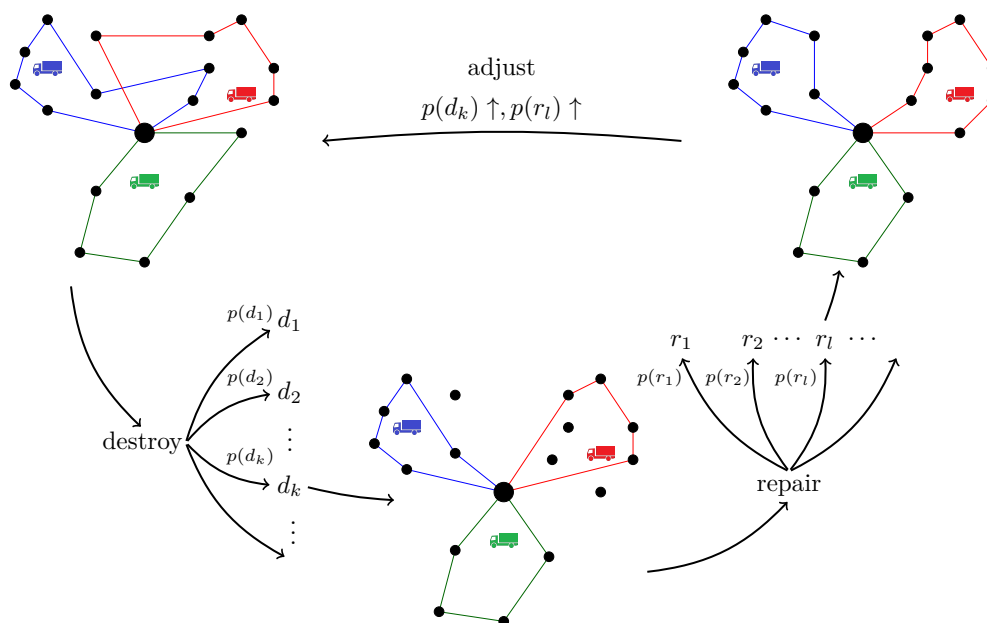 adjust
p(d_k) ↑, p(r_l) ↑
p(d_1) d_1
p(d_2) d_2
⋮
destroy
p(d_k) d_k
⋮
r_1 r_2 ⋯ r_l ⋯
p(r_1) p(r_2) p(r_l)
repair